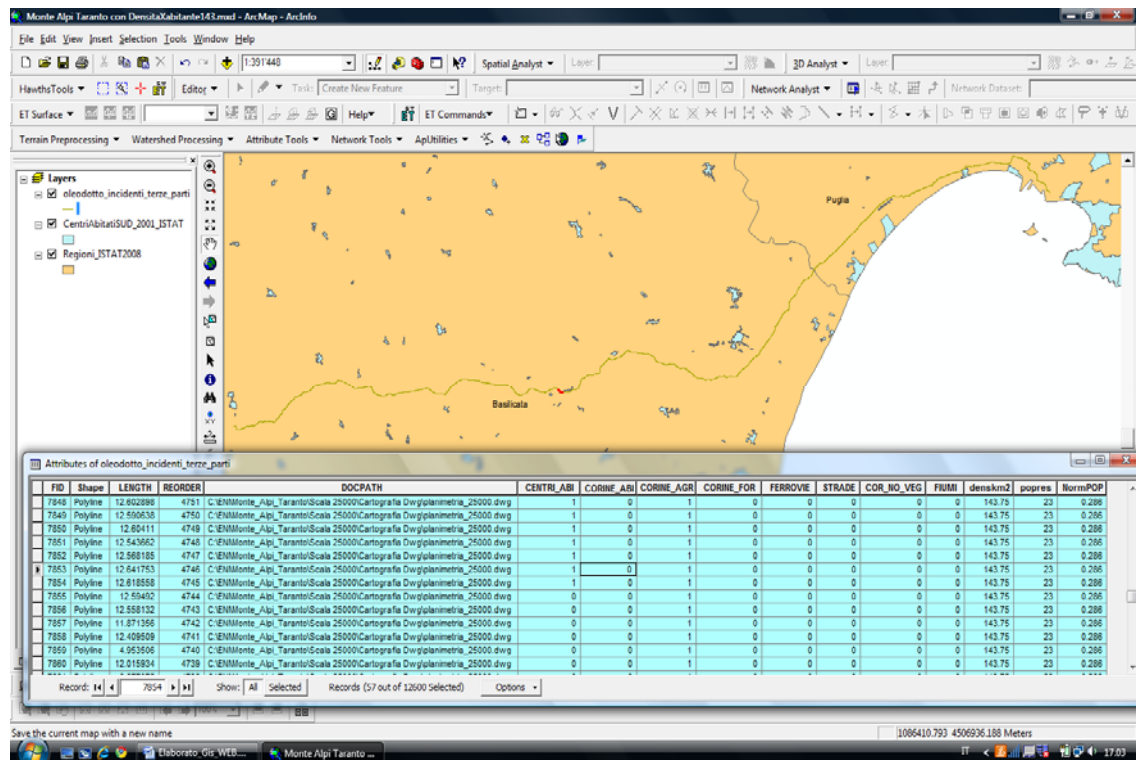 Monte Alpi Taranto con DensitaXabitante143.mxd - ArcMap - ArcInfo
File Edit View Insert Selection Tools Window Help
1:391'448 Spatial Analyst Layer: 3D Analyst Layer:
HawthsTools Editor Task: Create New Feature Target: Network Analyst Network Dataset:
ET Surface Help ET Commands
Terrain Preprocessing Watershed Processing Attribute Tools Network Tools ApUtilities
Layers
oleodotto_incidenti_terze_parti
CentriAbitatiSUD_2001_ISTAT
Regioni_ISTAT2008
Puglia
Basilicata
Attributes of oleodotto_incidenti_terze_parti
FID Shape LENGTH REORDER DOCPATH CENTRI_ABI CORINE_ABI CORINE_AGR CORINE_FOR FERROVIE STRADE COR_NO_VEG FIUMI denskm2 popres NormPOP
7848 Polyline 12.602898 4751 C:\ENI\Monte_Alpi_Taranto\Scala 25000\Cartografia Dwg\planimetria_25000.dwg 1 0 1 0 0 0 0 0 143.75 23 0.286
7849 Polyline 12.590638 4750 C:\ENI\Monte_Alpi_Taranto\Scala 25000\Cartografia Dwg\planimetria_25000.dwg 1 0 1 0 0 0 0 0 143.75 23 0.286
7850 Polyline 12.60411 4749 C:\ENI\Monte_Alpi_Taranto\Scala 25000\Cartografia Dwg\planimetria_25000.dwg 1 0 1 0 0 0 0 0 143.75 23 0.286
7851 Polyline 12.543662 4748 C:\ENI\Monte_Alpi_Taranto\Scala 25000\Cartografia Dwg\planimetria_25000.dwg 1 0 1 0 0 0 0 0 143.75 23 0.286
7852 Polyline 12.568185 4747 C:\ENI\Monte_Alpi_Taranto\Scala 25000\Cartografia Dwg\planimetria_25000.dwg 1 0 1 0 0 0 0 0 143.75 23 0.286
7853 Polyline 12.641753 4746 C:\ENI\Monte_Alpi_Taranto\Scala 25000\Cartografia Dwg\planimetria_25000.dwg 1 0 1 0 0 0 0 0 143.75 23 0.286
7854 Polyline 12.618558 4745 C:\ENI\Monte_Alpi_Taranto\Scala 25000\Cartografia Dwg\planimetria_25000.dwg 1 0 1 0 0 0 0 0 143.75 23 0.286
7855 Polyline 12.59492 4744 C:\ENI\Monte_Alpi_Taranto\Scala 25000\Cartografia Dwg\planimetria_25000.dwg 0 0 1 0 0 0 0 0 143.75 23 0.286
7856 Polyline 12.558132 4743 C:\ENI\Monte_Alpi_Taranto\Scala 25000\Cartografia Dwg\planimetria_25000.dwg 0 0 1 0 0 0 0 0 143.75 23 0.286
7857 Polyline 11.871356 4742 C:\ENI\Monte_Alpi_Taranto\Scala 25000\Cartografia Dwg\planimetria_25000.dwg 0 0 1 0 0 0 0 0 143.75 23 0.286
7858 Polyline 12.409509 4741 C:\ENI\Monte_Alpi_Taranto\Scala 25000\Cartografia Dwg\planimetria_25000.dwg 0 0 1 0 0 0 0 0 143.75 23 0.286
7859 Polyline 4.953506 4740 C:\ENI\Monte_Alpi_Taranto\Scala 25000\Cartografia Dwg\planimetria_25000.dwg 0 0 1 0 0 0 0 0 143.75 23 0.286
7860 Polyline 12.015934 4739 C:\ENI\Monte_Alpi_Taranto\Scala 25000\Cartografia Dwg\planimetria_25000.dwg 0 0 1 0 0 0 0 0 143.75 23 0.286
Record: 7854 Show: All Selected Records (57 out of 12600 Selected) Options
Save the current map with a new name 1086410.793 4506936.188 Meters
Elaborato_Gis_WEB.... Monte Alpi Taranto ... IT 17.03